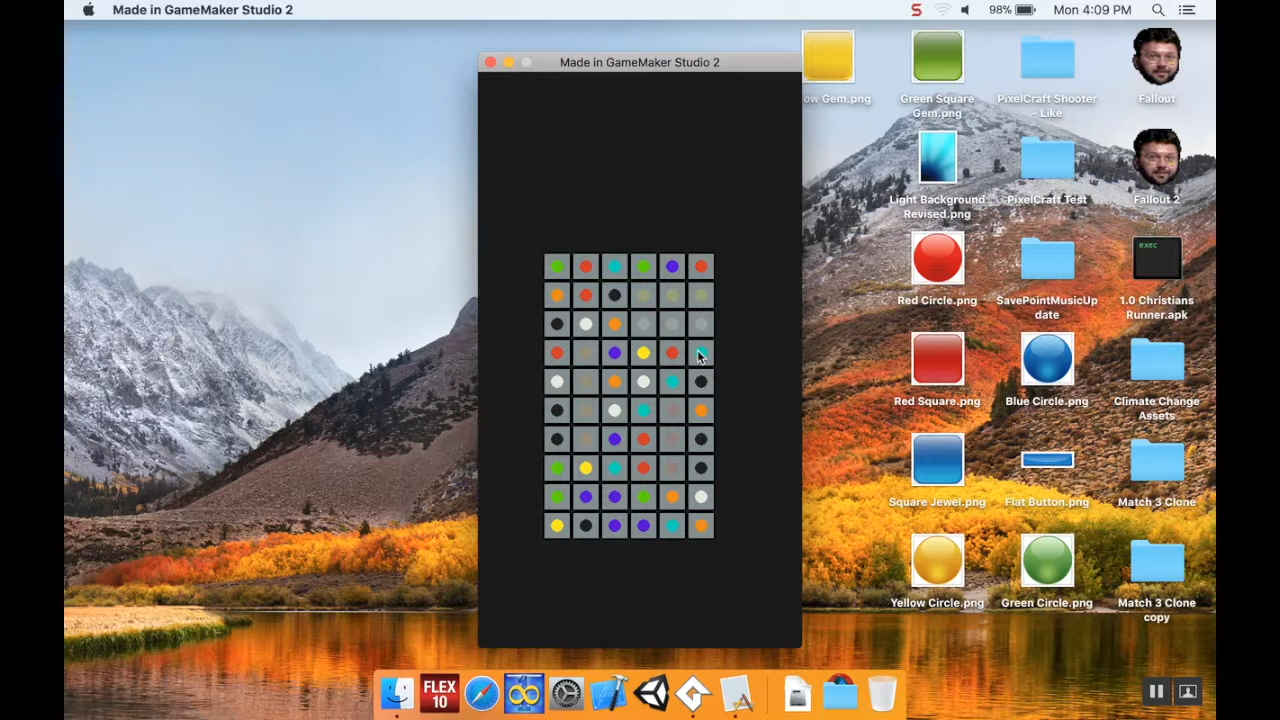 Made in GameMaker Studio 2
98%
Mon 4:09 PM
Made in GameMaker Studio 2
ow Gem.png
Green Square
Gem.png
PixelCraft Shooter
- Like
Fallout
Light Background
Revised.png
PixelCraft Test
Fallout 2
exec
Red Circle.png
SavePointMusicUp
date
1.0 Christians
Runner.apk
Red Square.png
Blue Circle.png
Climate Change
Assets
Square Jewel.png
Flat Button.png
Match 3 Clone
Yellow Circle.png
Green Circle.png
Match 3 Clone
copy
FLEX
10